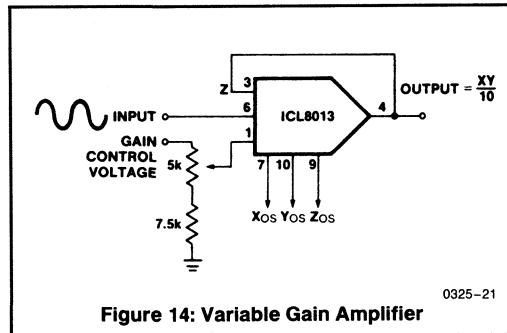 Z 3
6
1
INPUT
GAIN
CONTROL
VOLTAGE
5k
7.5k
ICL8013
4
OUTPUT = XY/10
7 10 9
XOS YOS ZOS
0325-21
Figure 14: Variable Gain Amplifier